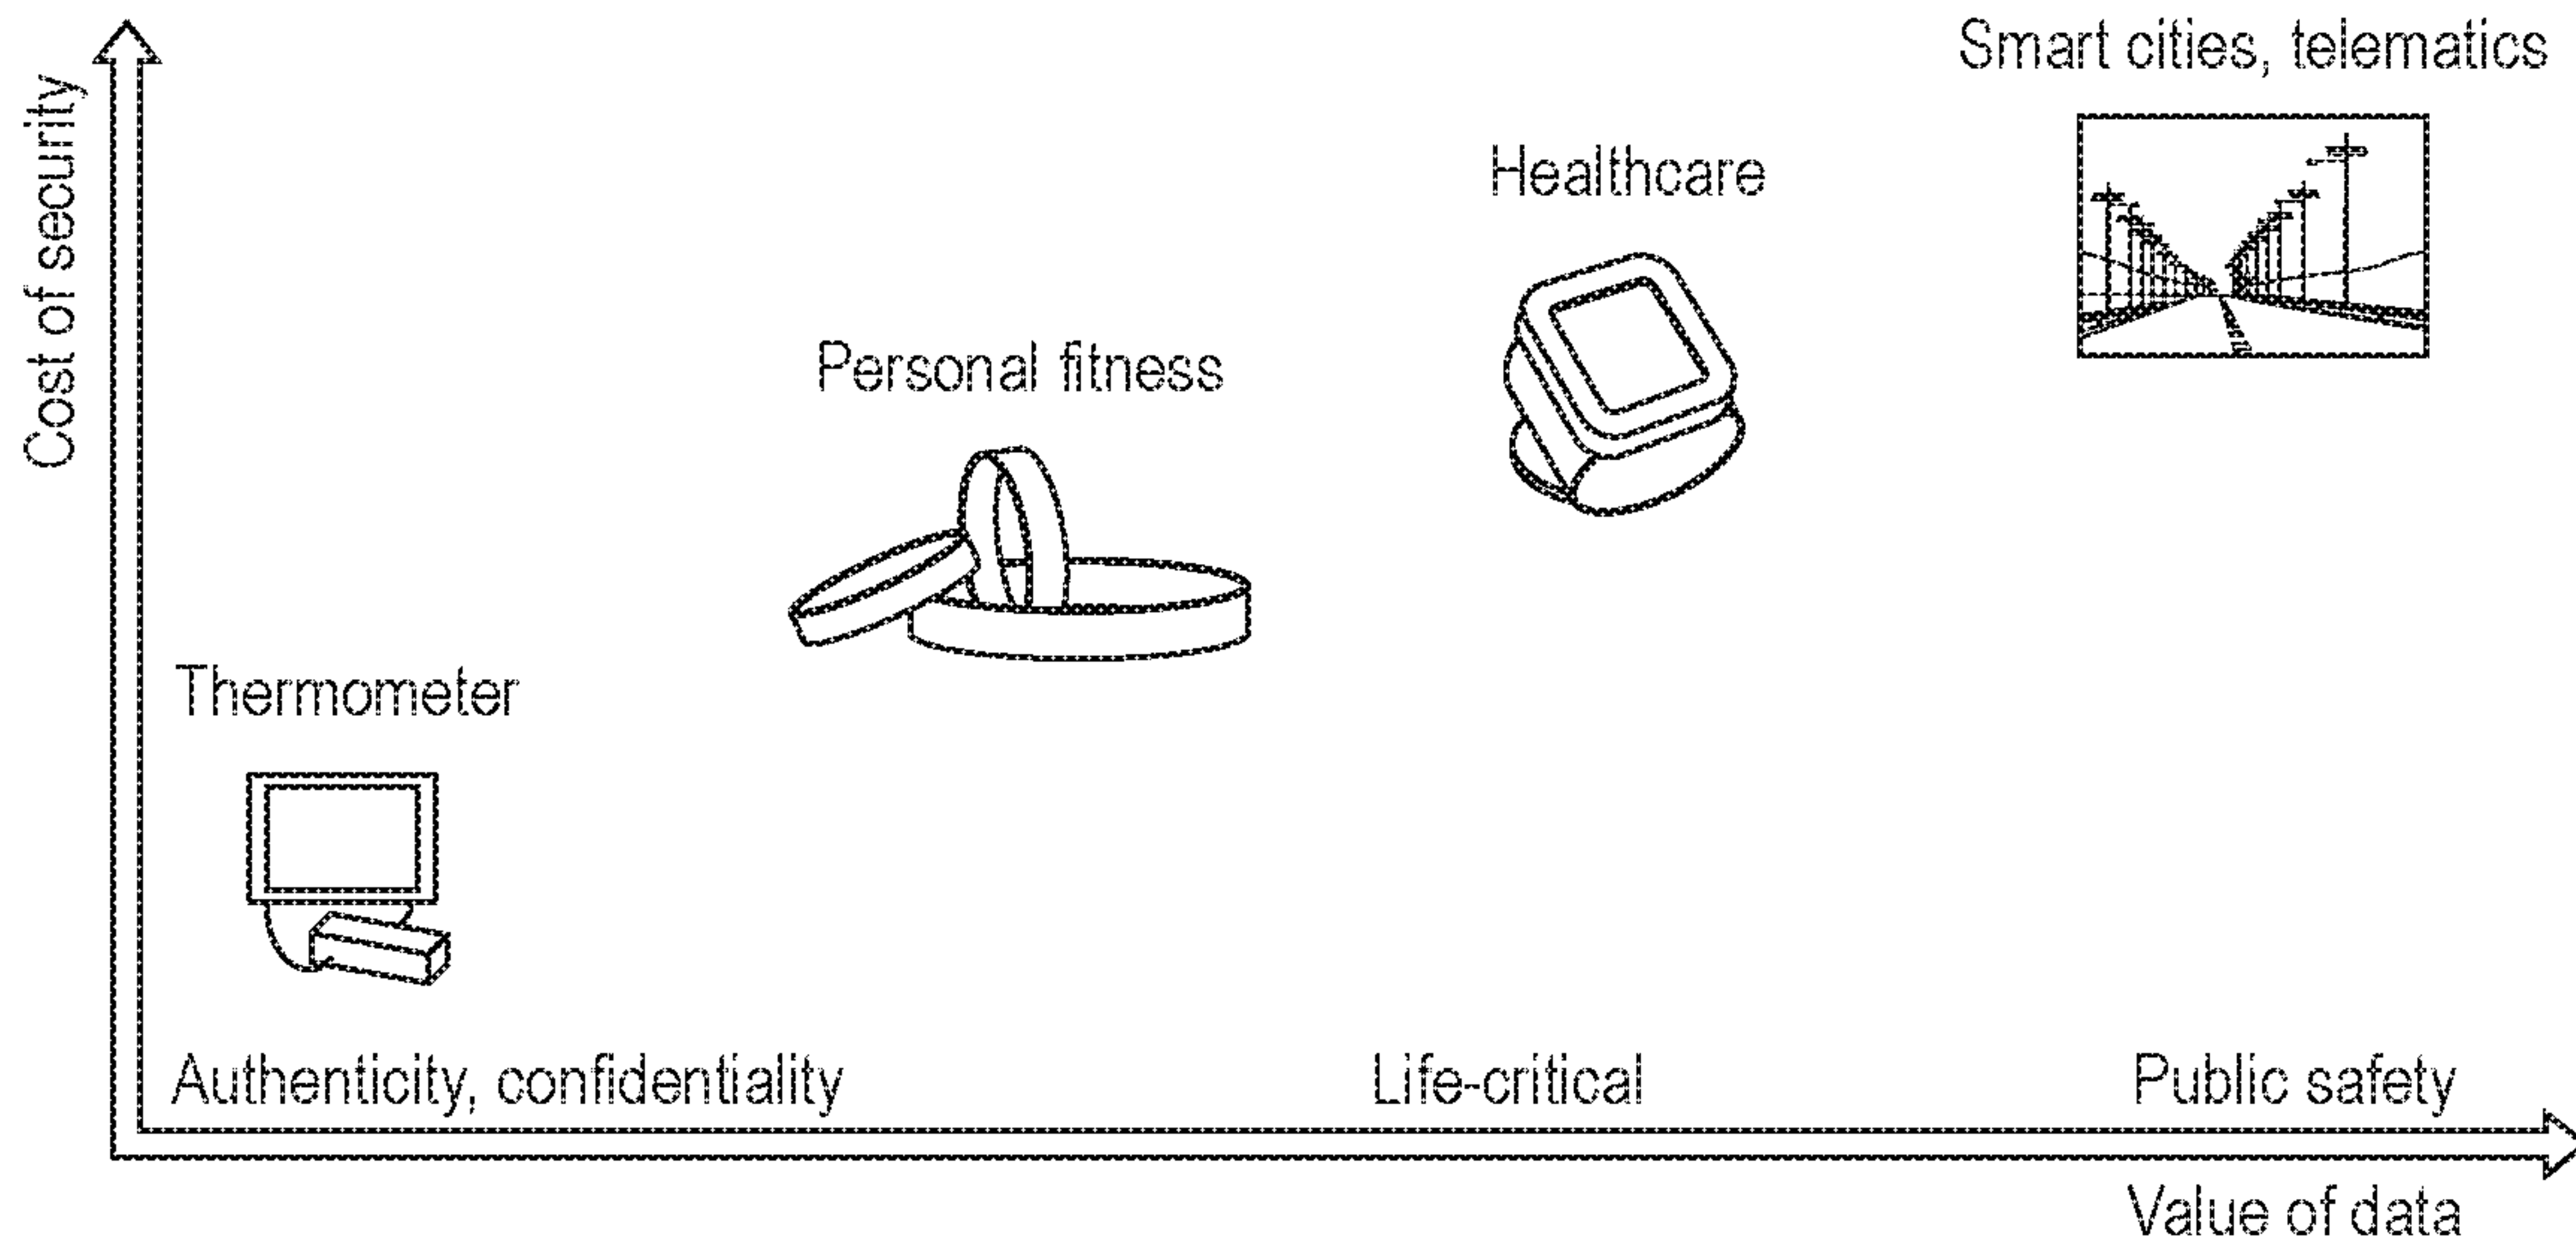 Smart cities, telematics
Cost of security
Healthcare
Personal fitness
Thermometer
Authenticity, confidentiality
Life-critical
Public safety
Value of data